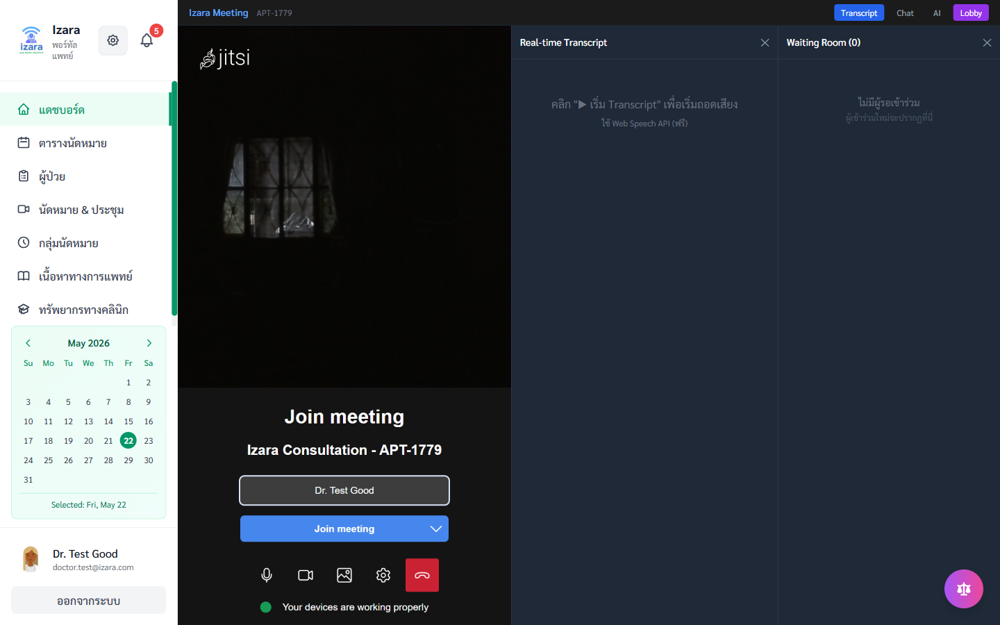 Izara
พอร์ทัล
แพทย์
5
izara
แดชบอร์ด
ตารางนัดหมาย
ผู้ป่วย
นัดหมาย & ประชุม
กลุ่มนัดหมาย
เนื้อหาทางการแพทย์
ทรัพยากรทางคลินิก
May 2026
Su Mo Tu We Th Fr Sa
1 2
3 4 5 6 7 8 9
10 11 12 13 14 15 16
17 18 19 20 21 22 23
24 25 26 27 28 29 30
31
Selected: Fri, May 22
Dr. Test Good
doctor.test@izara.com
ออกจากระบบ
Izara Meeting APT-1779
Transcript Chat AI Lobby
jitsi
Join meeting
Izara Consultation - APT-1779
Dr. Test Good
Join meeting
Your devices are working properly
Real-time Transcript
คลิก "▶ เริ่ม Transcript" เพื่อเริ่มถอดเสียง
ใช้ Web Speech API (ฟรี)
Waiting Room (0)
ไม่มีผู้รอเข้าร่วม
ผู้เข้าร่วมใหม่จะปรากฏที่นี่